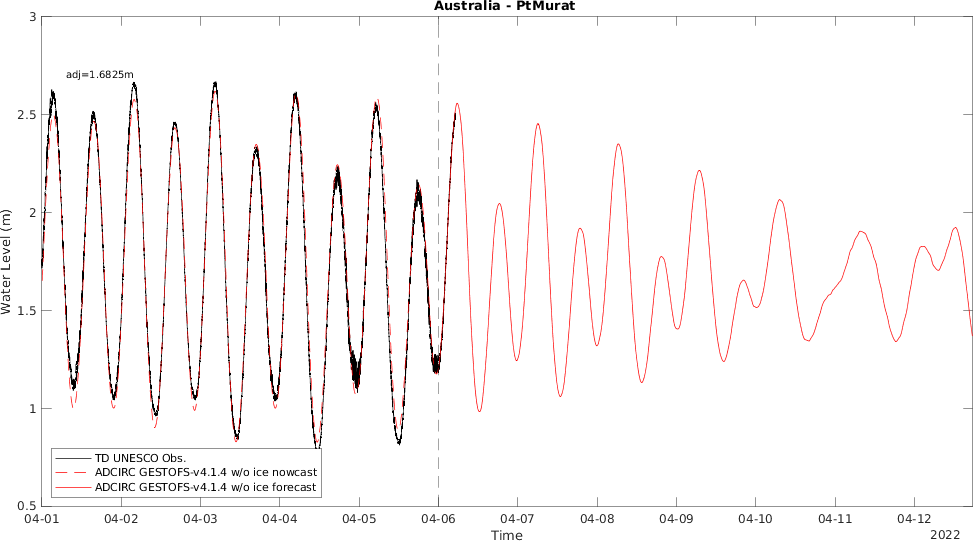 Australia - PtMurat
adj=1.6825m
3
2.5
2
1.5
1
0.5
Water Level (m)
TD UNESCO Obs.
ADCIRC GESTOFS-v4.1.4 w/o ice nowcast
ADCIRC GESTOFS-v4.1.4 w/o ice forecast
04-01 04-02 04-03 04-04 04-05 04-06 04-07 04-08 04-09 04-10 04-11 04-12
Time
2022